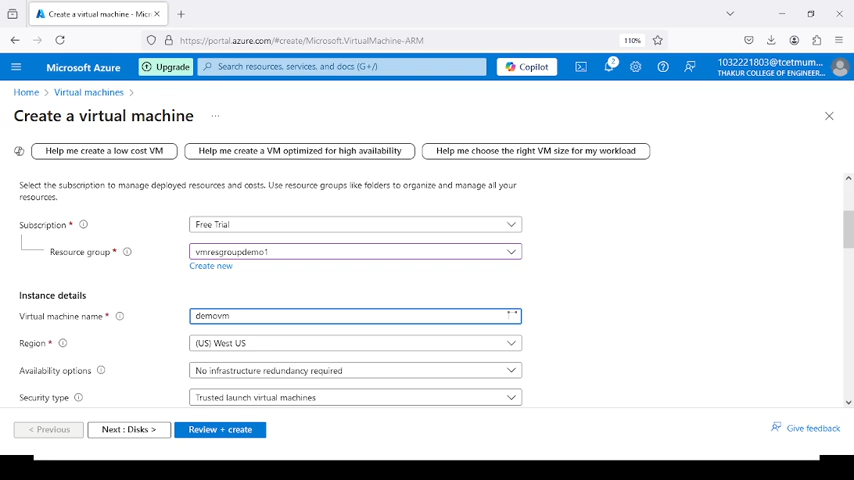 Create a virtual machine - Micr
https://portal.azure.com/#create/Microsoft.VirtualMachine-ARM
110%
Microsoft Azure
Upgrade
Search resources, services, and docs (G+/)
Copilot
2
1032221803@tcetmum...
THAKUR COLLEGE OF ENGINEER...
Home > Virtual machines >
Create a virtual machine ...
Help me create a low cost VM
Help me create a VM optimized for high availability
Help me choose the right VM size for my workload
Select the subscription to manage deployed resources and costs. Use resource groups like folders to organize and manage all your
resources.
Subscription *
Free Trial
Resource group *
vmresgroupdemo1
Create new
Instance details
Virtual machine name *
demovm
Region *
(US) West US
Availability options
No infrastructure redundancy required
Security type
Trusted launch virtual machines
< Previous
Next : Disks >
Review + create
Give feedback